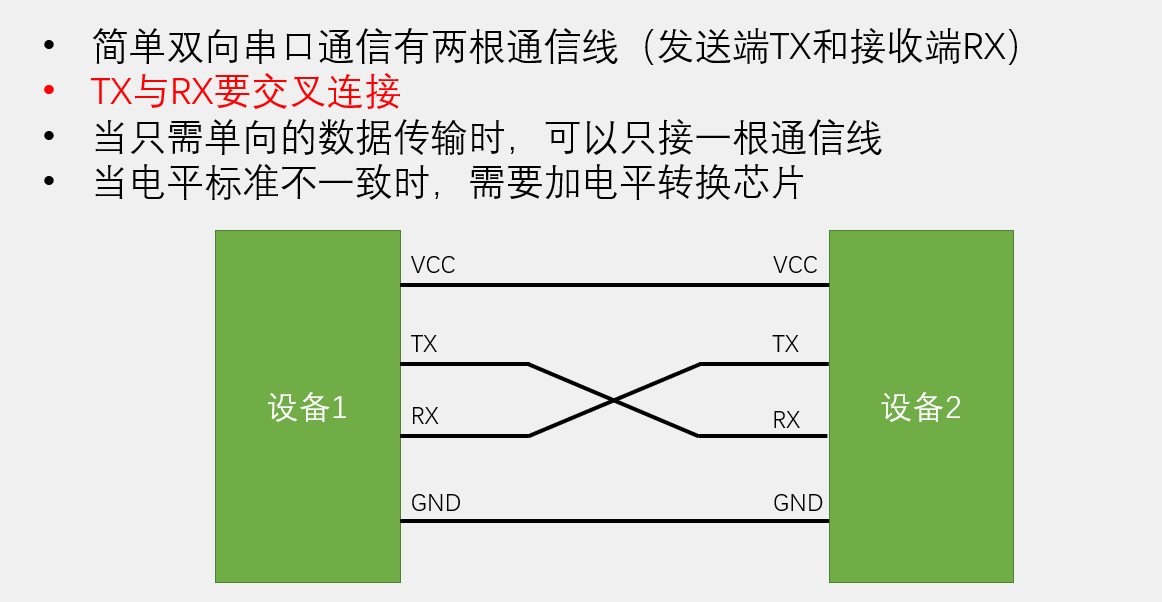 • 简单双向串口通信有两根通信线（发送端TX和接收端RX）
• TX与RX要交叉连接
• 当只需单向的数据传输时，可以只接一根通信线
• 当电平标准不一致时，需要加电平转换芯片
VCC VCC
TX TX
设备1 设备2
RX RX
GND GND